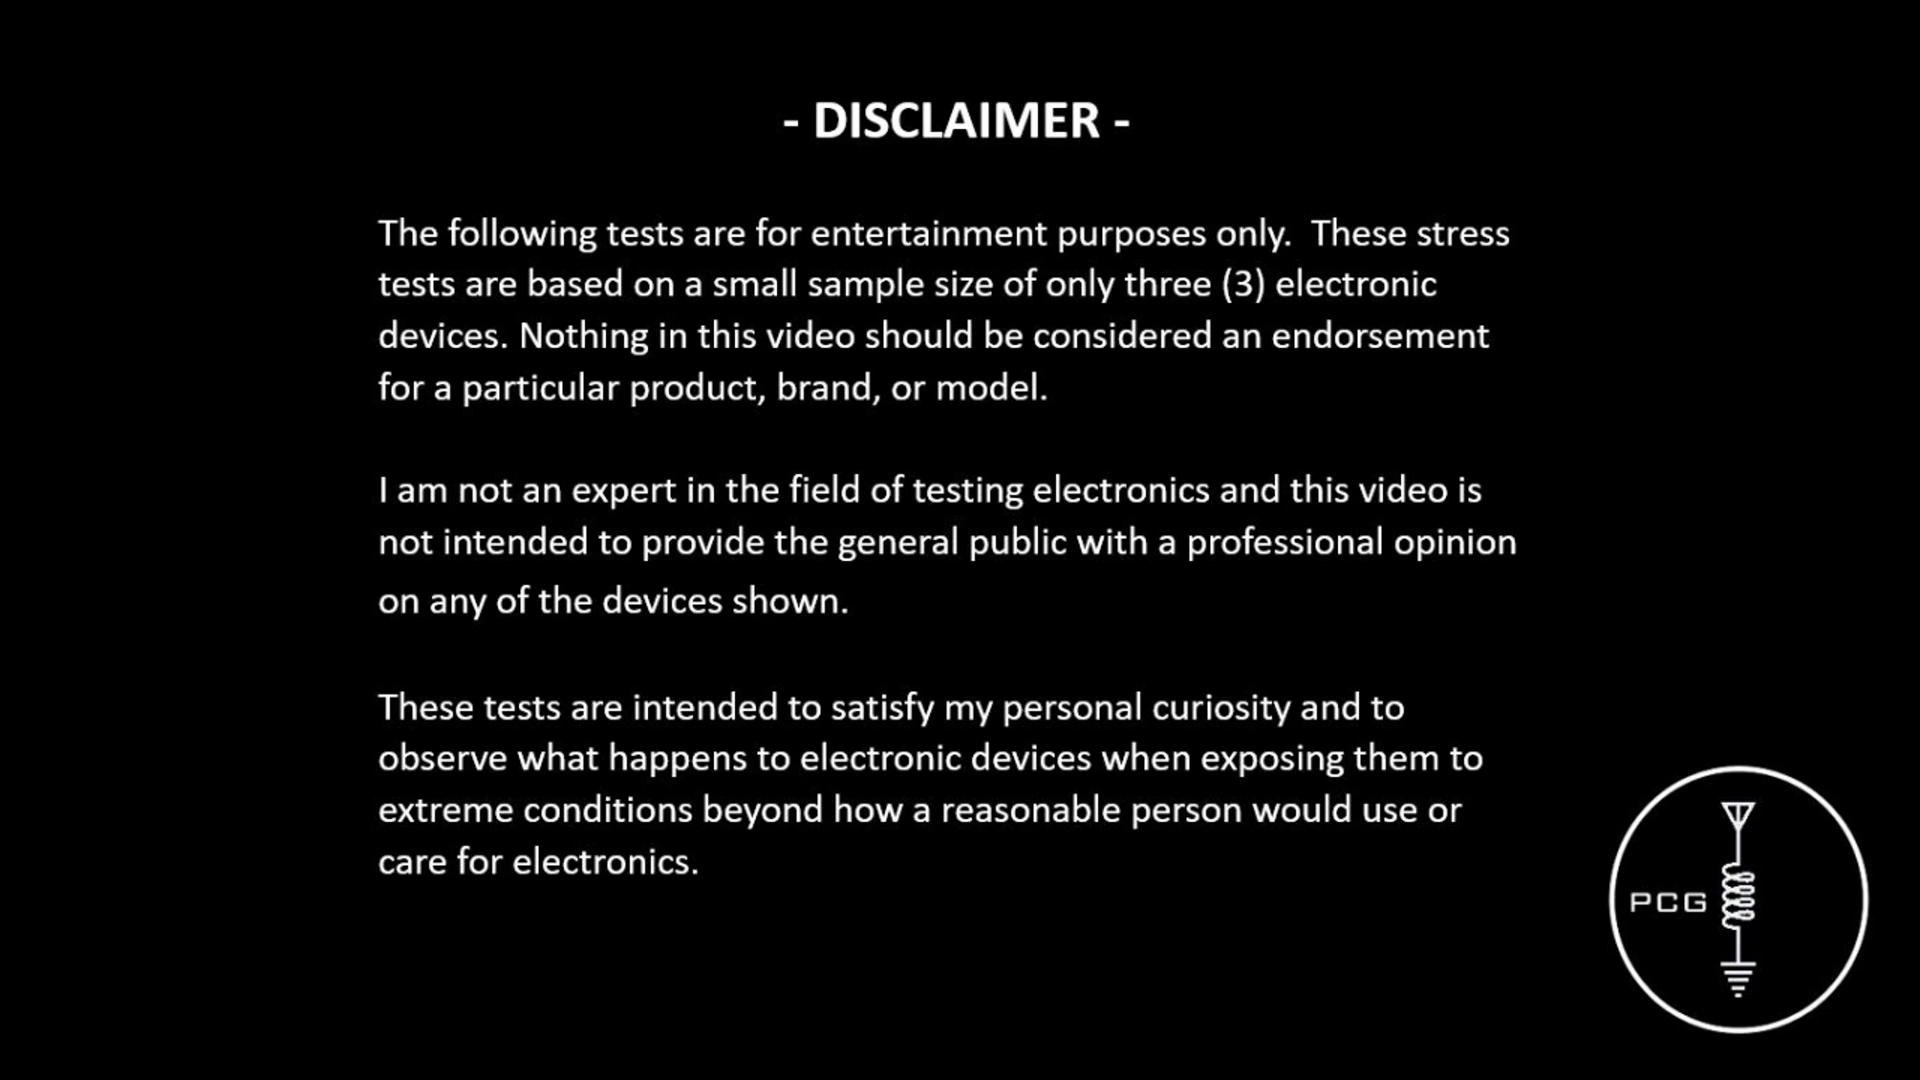 - DISCLAIMER -
The following tests are for entertainment purposes only.  These stress
tests are based on a small sample size of only three (3) electronic
devices. Nothing in this video should be considered an endorsement
for a particular product, brand, or model.
I am not an expert in the field of testing electronics and this video is
not intended to provide the general public with a professional opinion
on any of the devices shown.
These tests are intended to satisfy my personal curiosity and to
observe what happens to electronic devices when exposing them to
extreme conditions beyond how a reasonable person would use or
care for electronics.
PCG